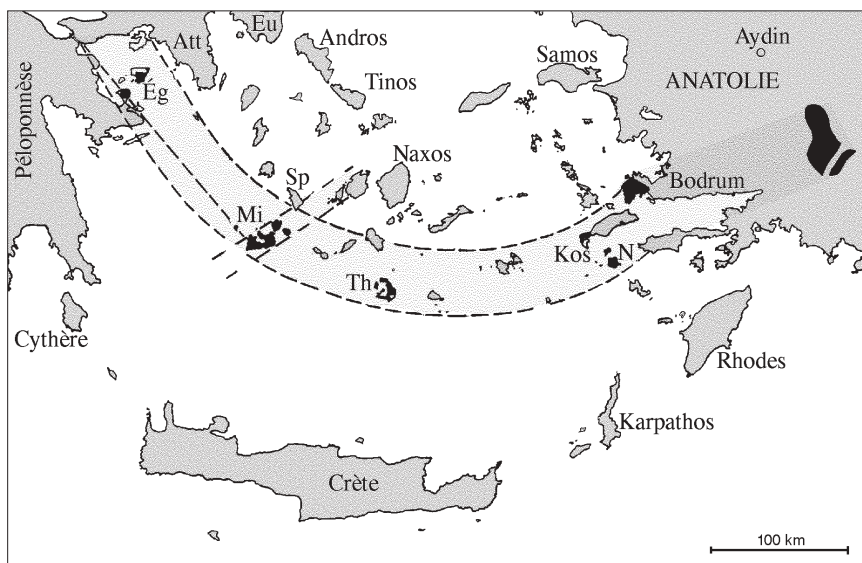 Eu
Att
Andros
Samos
Aydin
ANATOLIE
Tinos
Ég
Péloponnèse
Naxos
Sp
Bodrum
Mi
Kos
N
Th
Cythère
Rhodes
Karpathos
Crète
100 km